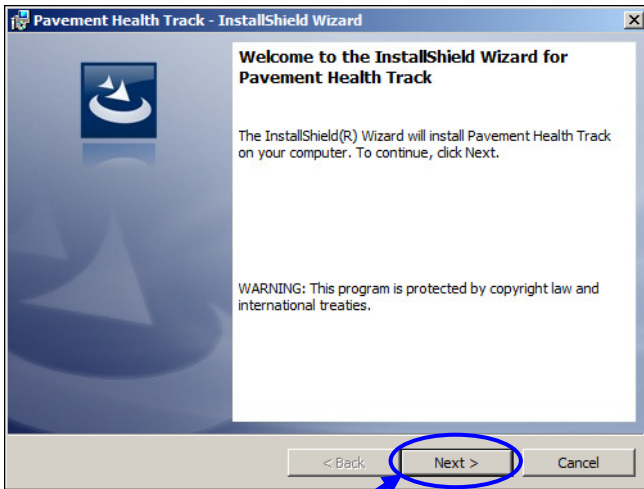 Pavement Health Track - InstallShield Wizard
Welcome to the InstallShield Wizard for
Pavement Health Track
The InstallShield(R) Wizard will install Pavement Health Track
on your computer. To continue, click Next.
WARNING: This program is protected by copyright law and
international treaties.
< Back
Next >
Cancel